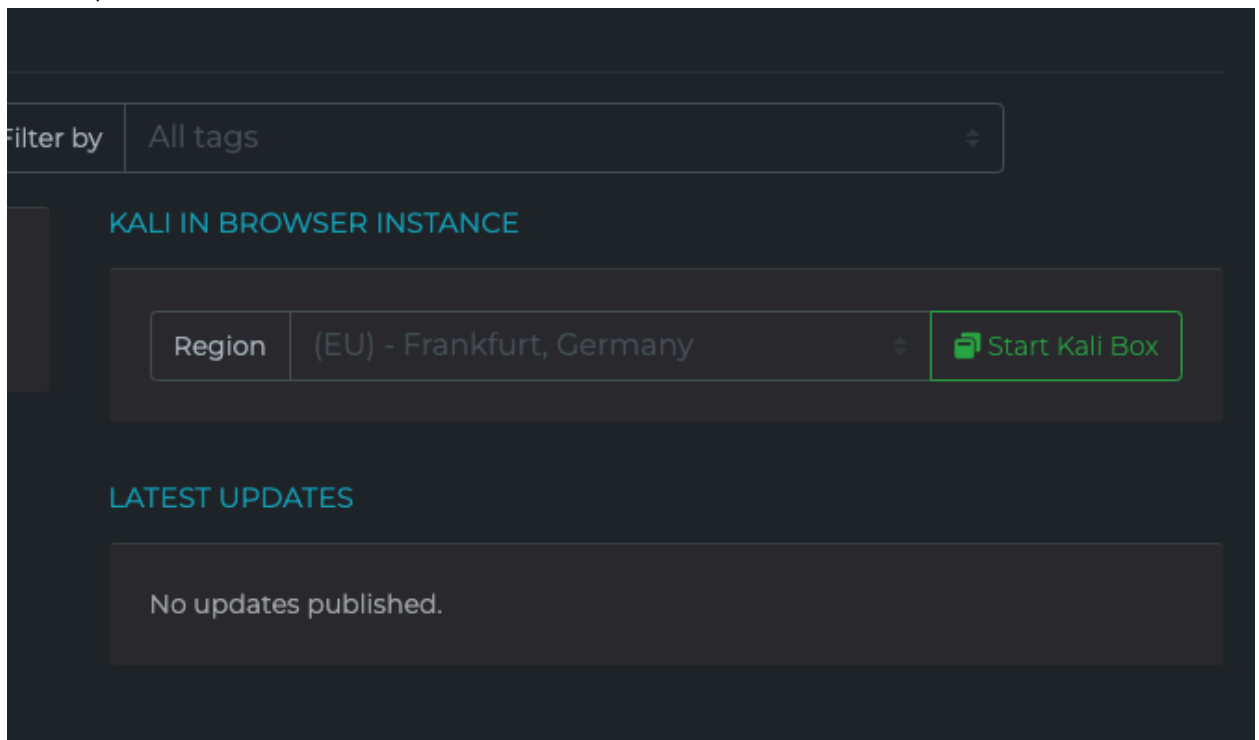 Filter by All tags
KALI IN BROWSER INSTANCE
Region (EU) - Frankfurt, Germany Start Kali Box
LATEST UPDATES
No updates published.